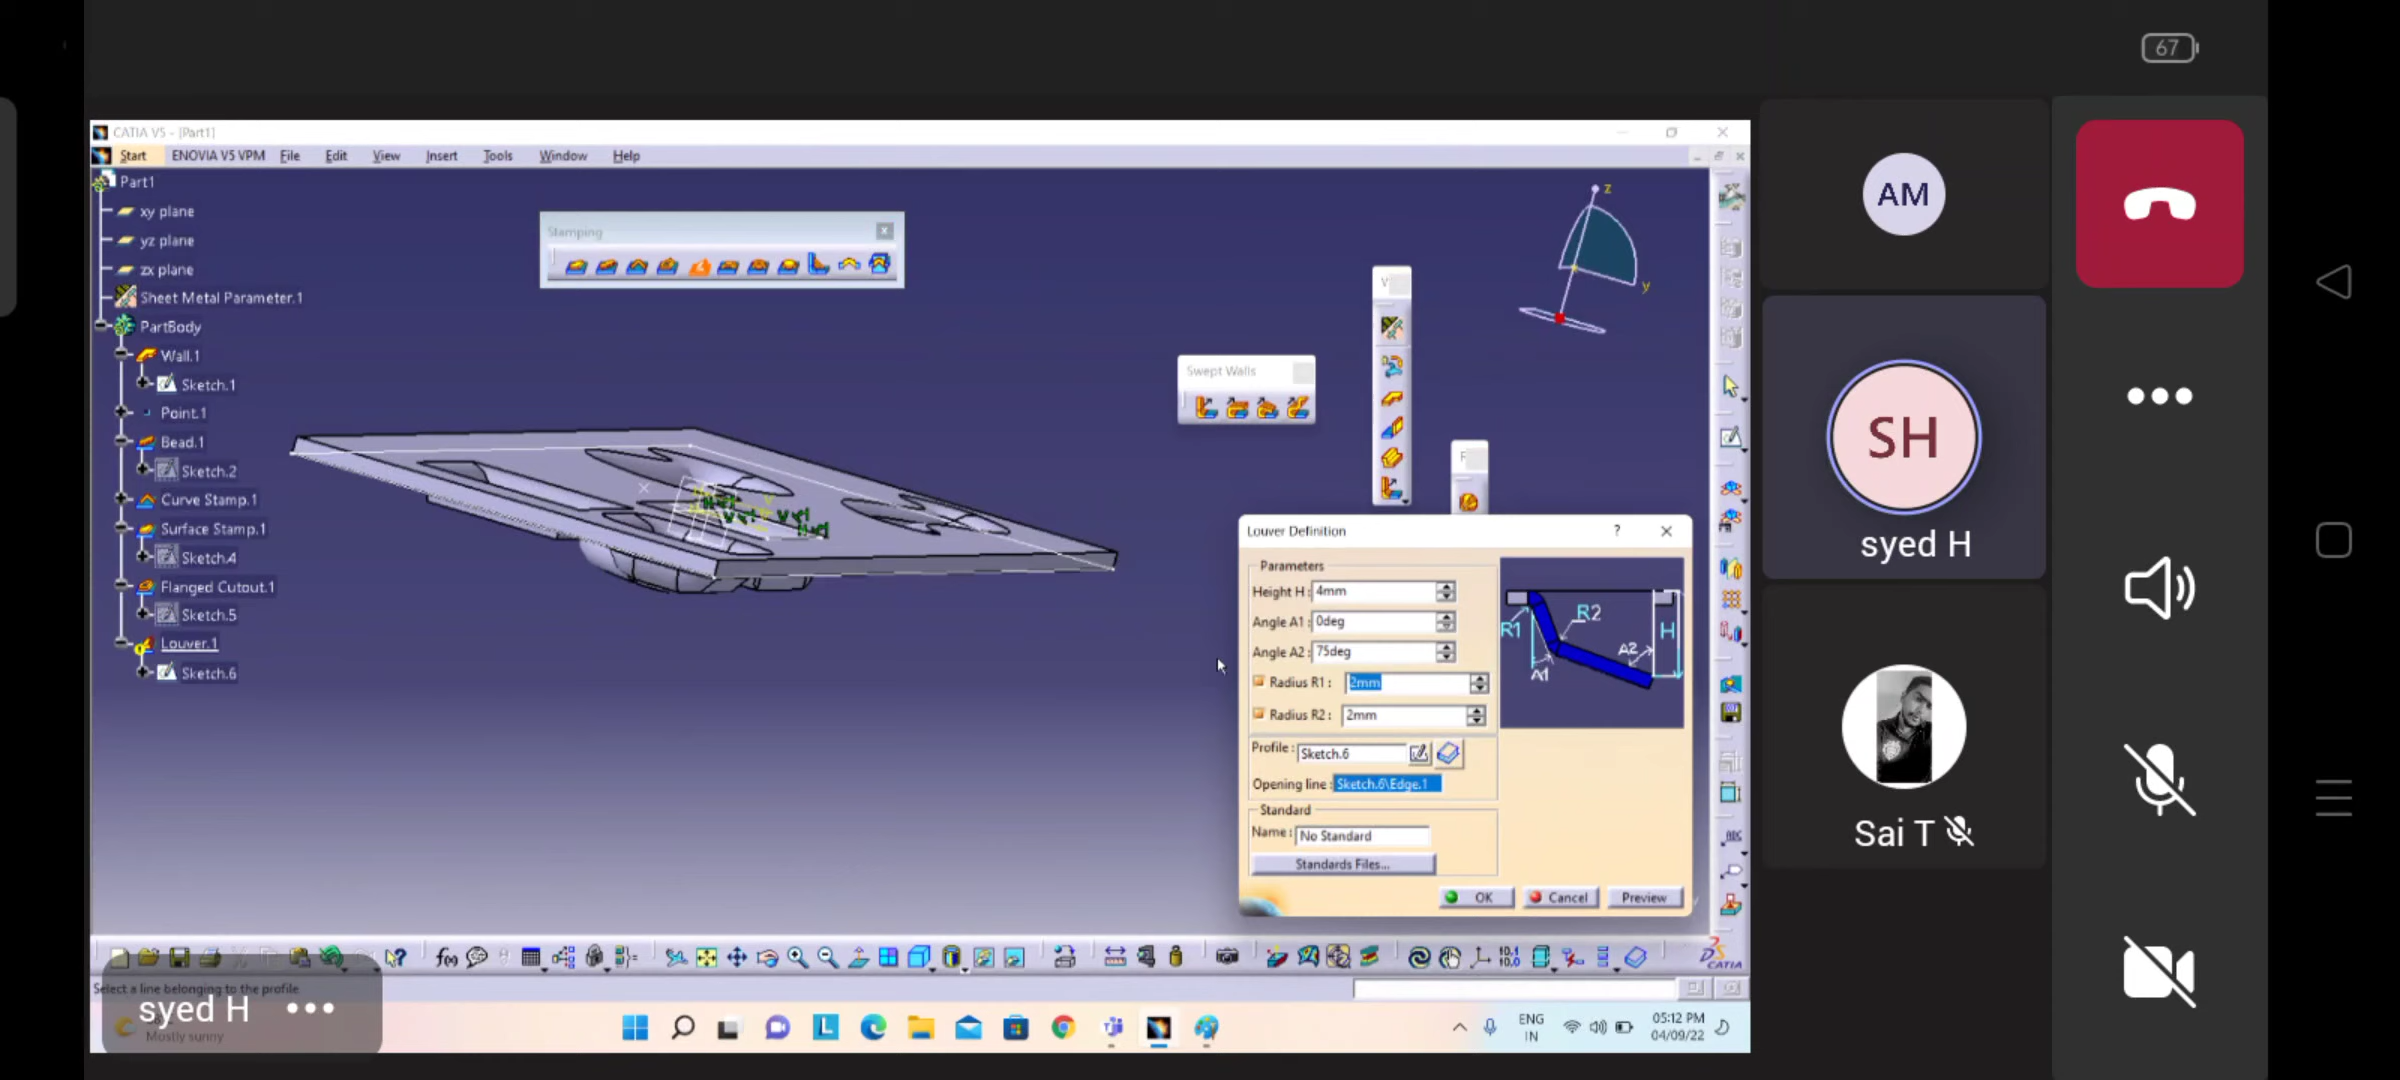 67
CATIA V5 - [Part1]
Start ENOVIA V5 VPM File Edit View Insert Tools Window Help
Part1
xy plane
yz plane
zx plane
Sheet Metal Parameter.1
PartBody
Wall.1
Sketch.1
Point.1
Bead.1
Sketch.2
Curve Stamp.1
Surface Stamp.1
Sketch.4
Flanged Cutout.1
Sketch.5
Louver.1
Sketch.6
Stamping
z
y
V
Swept Walls
F
Louver Definition
Parameters
Height H : 4mm
Angle A1 : 0deg
Angle A2 : 75deg
Radius R1 : 2mm
Radius R2 : 2mm
R1
R2
A1
A2
H
Profile : Sketch.6
Opening line : Sketch.6\Edge.1
Standard
Name : No Standard
Standards Files...
OK Cancel Preview
CATIA
Select a line belonging to the profile
syed H
Mostly sunny
ENG
IN
05:12 PM
04/09/22
AM
SH
syed H
Sai T